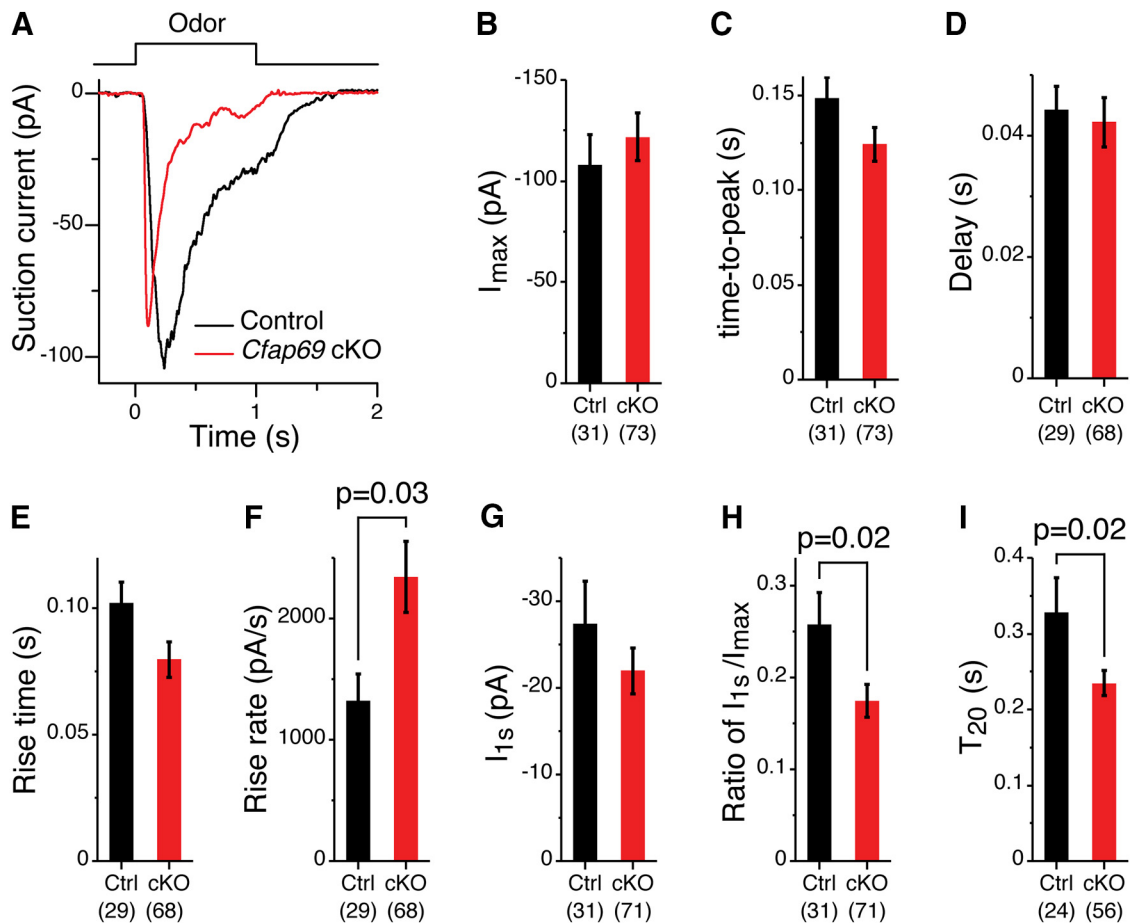 A
Odor
0
-50
-100
Suction current (pA)
Control
Cfap69 cKO
0
1
2
Time (s)
B
-150
-100
-50
0
Imax (pA)
Ctrl cKO
(31) (73)
C
0.15
0.10
0.05
0
time-to-peak (s)
Ctrl cKO
(31) (73)
D
0.04
0.02
0
Delay (s)
Ctrl cKO
(29) (68)
E
0.10
0.05
0
Rise time (s)
Ctrl cKO
(29) (68)
F
p=0.03
2000
1000
0
Rise rate (pA/s)
Ctrl cKO
(29) (68)
G
-30
-20
-10
0
I1s (pA)
Ctrl cKO
(31) (71)
H
p=0.02
0.3
0.2
0.1
0
Ratio of I1s/Imax
Ctrl cKO
(31) (71)
I
p=0.02
0.4
0.3
0.2
0.1
0
T20 (s)
Ctrl cKO
(24) (56)